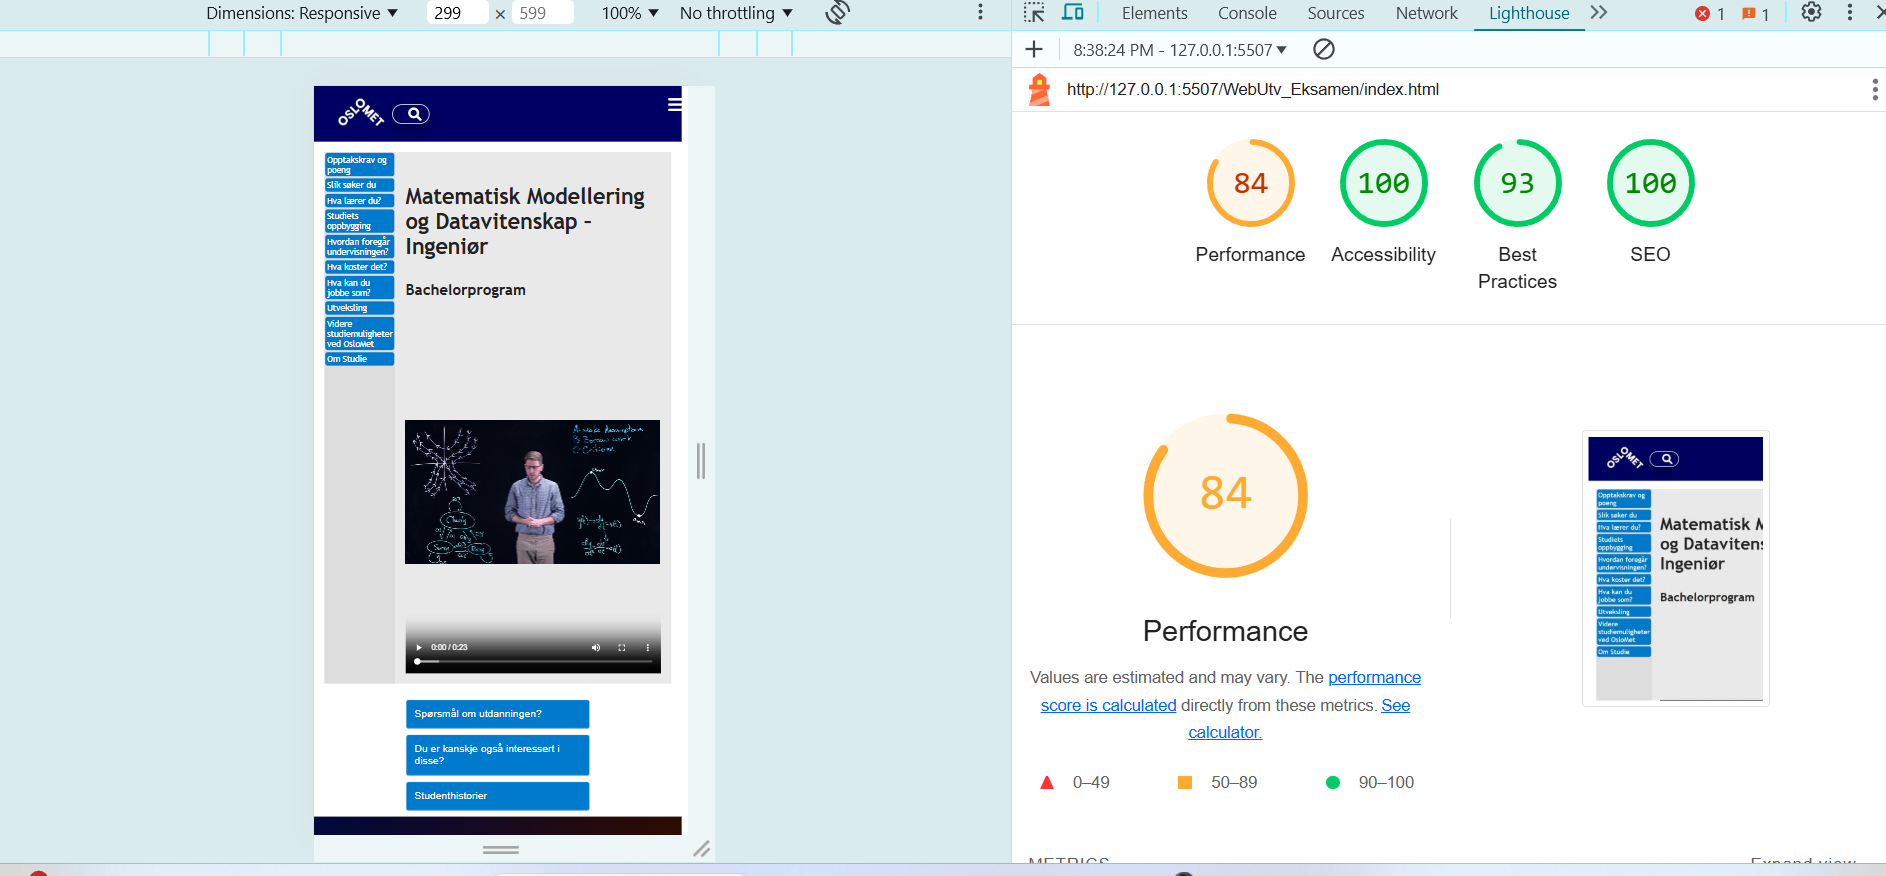 Dimensions: Responsive 299 × 599 100% No throttling
Elements Console Sources Network Lighthouse 1 1
8:38:24 PM - 127.0.0.1:5507
http://127.0.0.1:5507/WebUtv_Eksamen/index.html
OSLOMET
Opptakskrav og
poeng
Slik søker du
Hva lærer du?
Studiets
oppbygging
Hvordan foregår
undervisningen?
Hva koster det?
Hva kan du
jobbe som?
Utveksling
Videre
studiemuligheter
ved OsloMet
Om Studie
Matematisk Modellering
og Datavitenskap –
Ingeniør
Bachelorprogram
0:00 / 0:23
Spørsmål om utdanningen?
Du er kanskje også interessert i
disse?
Studenthistorier
84 100 93 100
Performance Accessibility Best
Practices SEO
84
Performance
Values are estimated and may vary. The performance
score is calculated directly from these metrics. See
calculator.
0–49 50–89 90–100
OSLOMET
Opptakskrav og
poeng
Slik søker du
Hva lærer du?
Studiets
oppbygging
Hvordan foregår
undervisningen?
Hva koster det?
Hva kan du
jobbe som?
Utveksling
Videre
studiemuligheter
ved OsloMet
Om Studie
Matematisk M
og Datavitens
Ingeniør
Bachelorprogram
METRICS Expand view